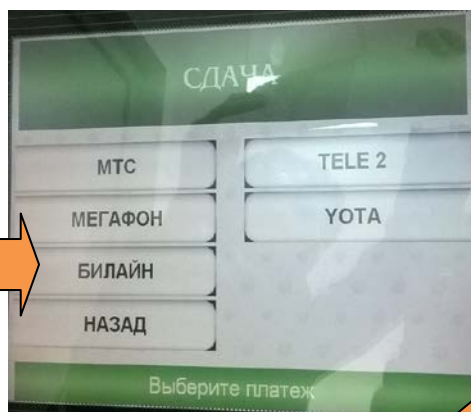 СДАЧА
МТС
TELE 2
МЕГАФОН
YOTA
БИЛАЙН
НАЗАД
Выберите платеж